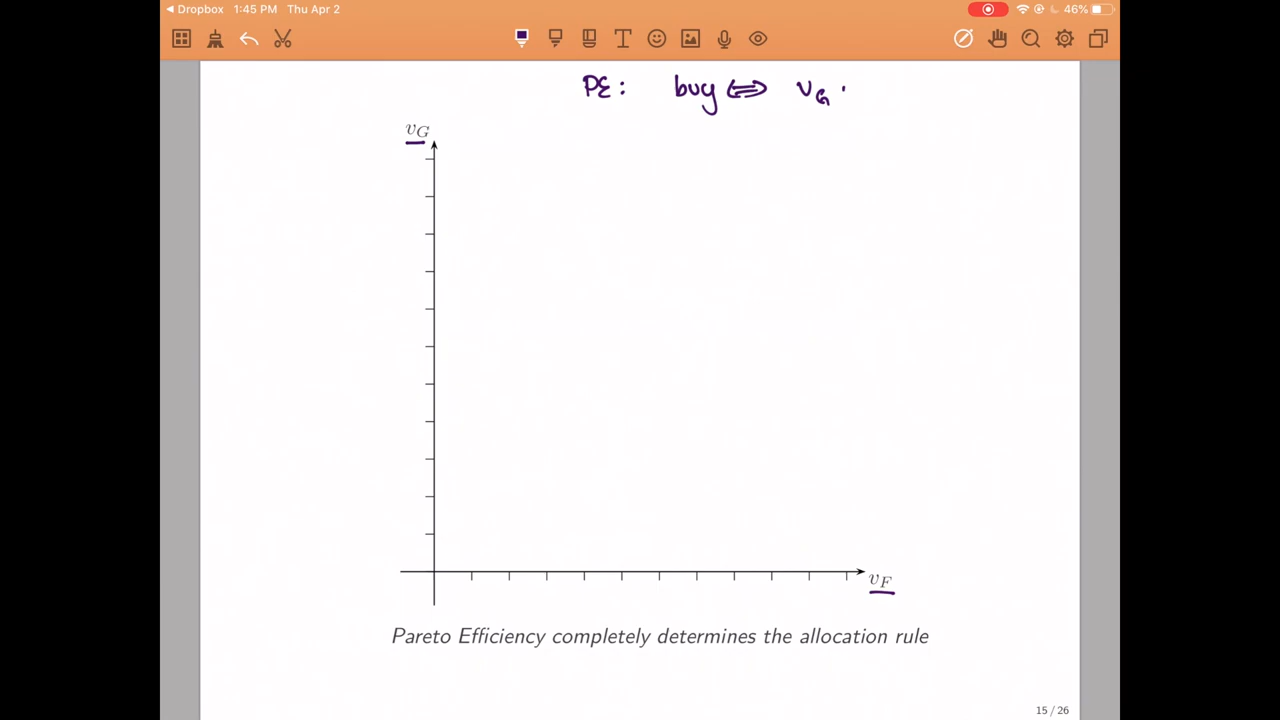 Dropbox 1:45 PM Thu Apr 2 46%
PE: buy ⇔ v_G ·
v_G
v_F
Pareto Efficiency completely determines the allocation rule
15 / 26